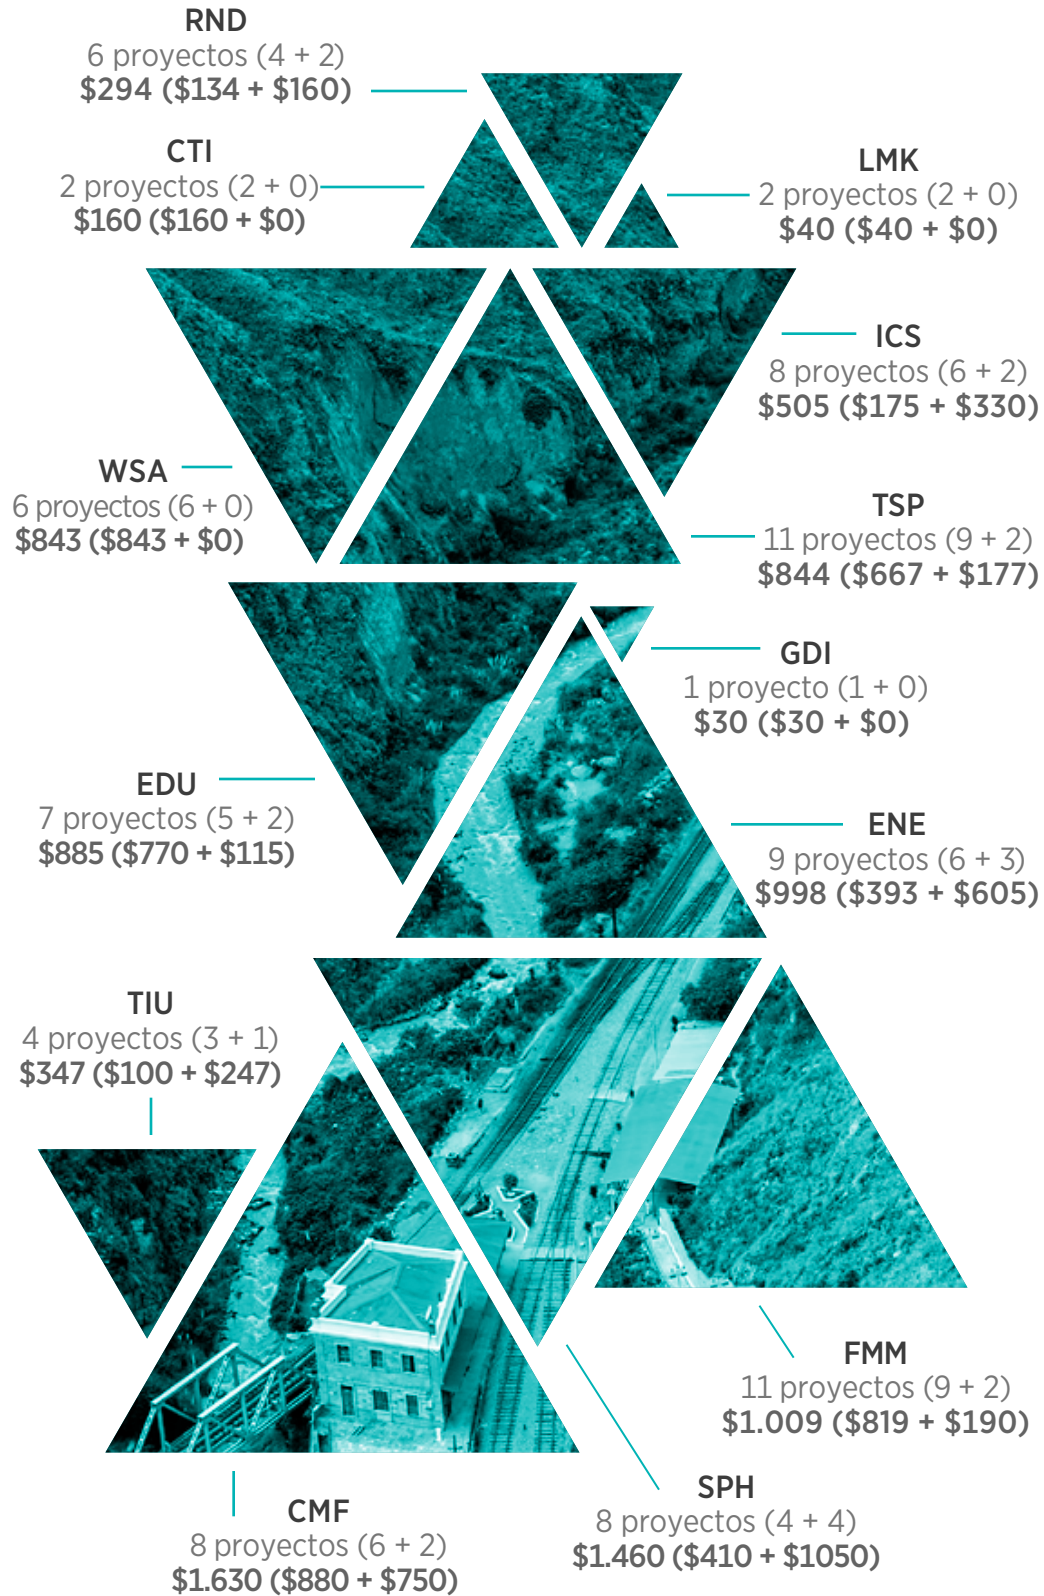 RND
6 proyectos (4 + 2)
$294 ($134 + $160)
CTI
2 proyectos (2 + 0)
$160 ($160 + $0)
LMK
2 proyectos (2 + 0)
$40 ($40 + $0)
ICS
8 proyectos (6 + 2)
$505 ($175 + $330)
WSA
6 proyectos (6 + 0)
$843 ($843 + $0)
TSP
11 proyectos (9 + 2)
$844 ($667 + $177)
GDI
1 proyecto (1 + 0)
$30 ($30 + $0)
EDU
7 proyectos (5 + 2)
$885 ($770 + $115)
ENE
9 proyectos (6 + 3)
$998 ($393 + $605)
TIU
4 proyectos (3 + 1)
$347 ($100 + $247)
FMM
11 proyectos (9 + 2)
$1.009 ($819 + $190)
SPH
8 proyectos (4 + 4)
$1.460 ($410 + $1050)
CMF
8 proyectos (6 + 2)
$1.630 ($880 + $750)